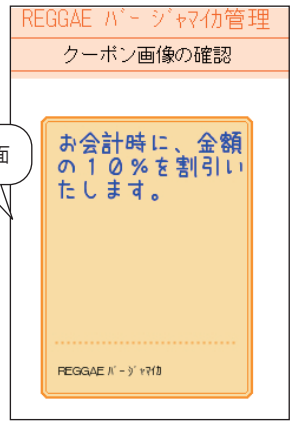 REGGAE ﾊﾞｰ ｼﾞｬﾏｲｶ管理
クーポン画像の確認
面
お会計時に、金額
の１０％を割引い
たします。
REGGAE ﾊﾞｰ ｼﾞｬﾏｲｶ